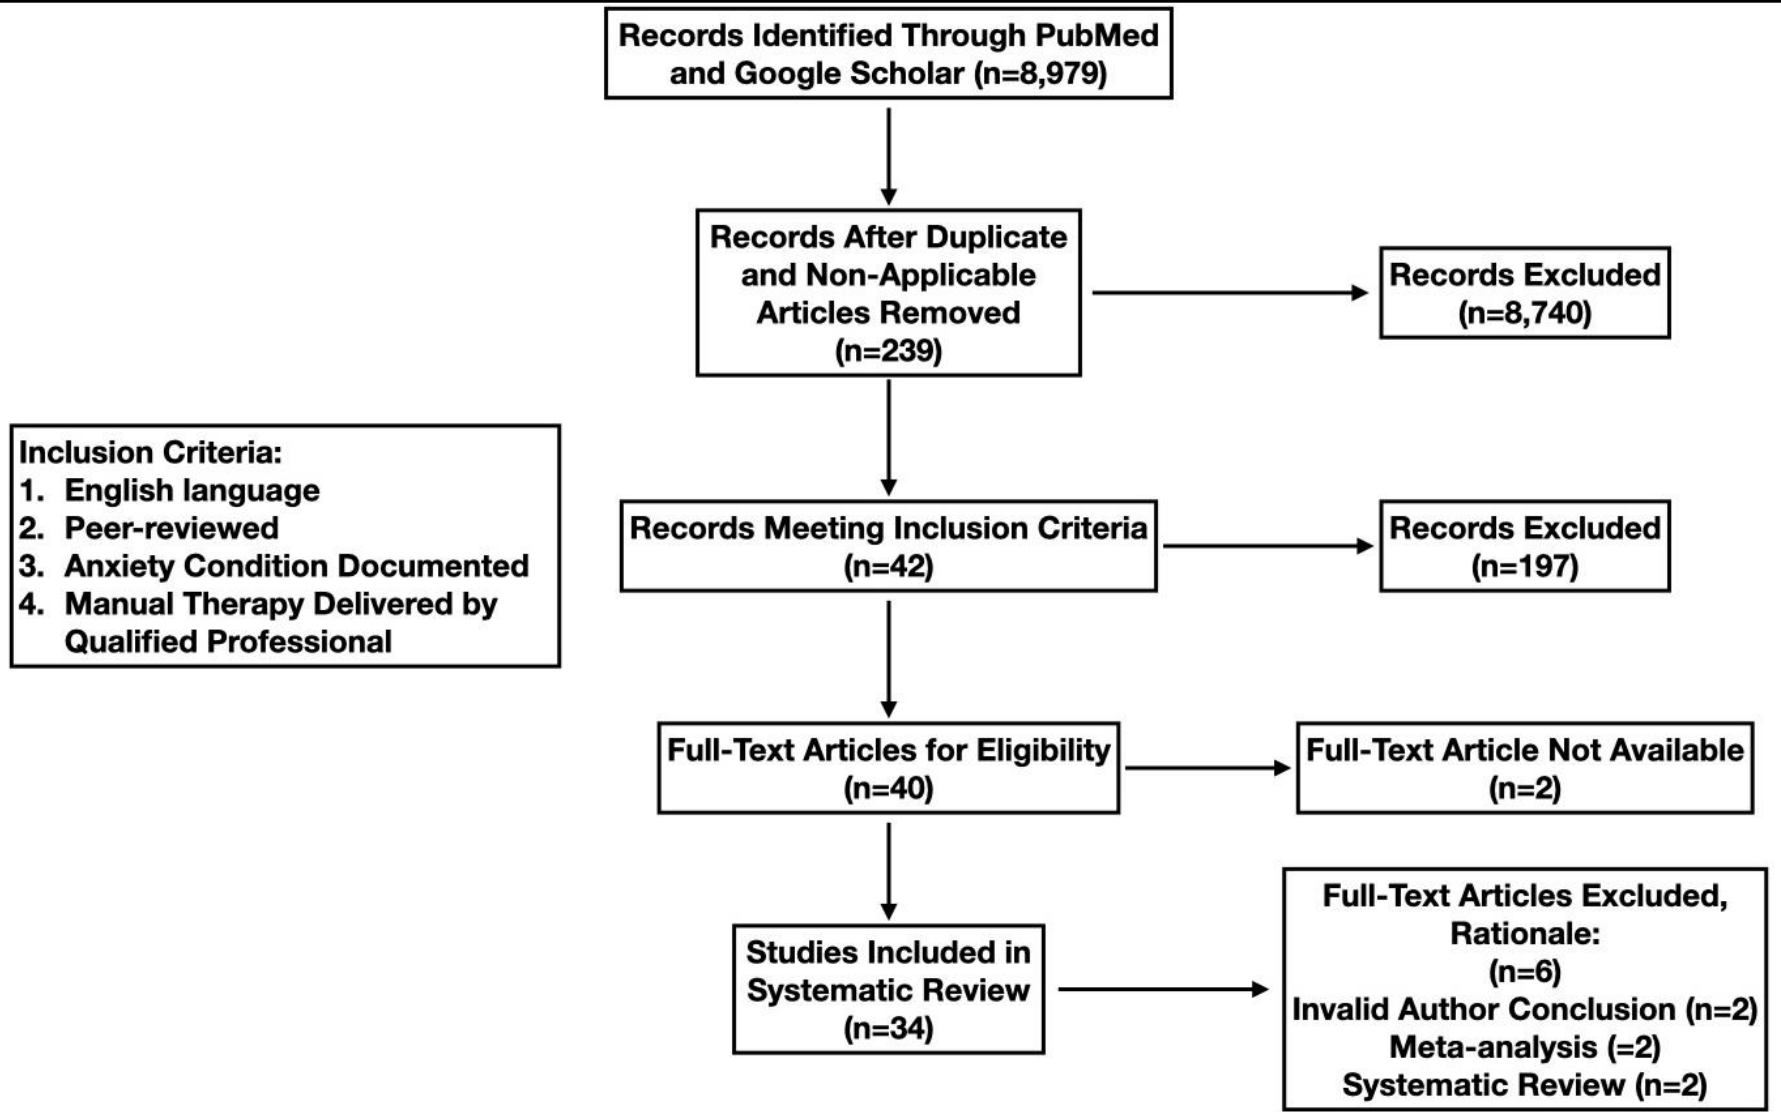 Records Identified Through PubMed
and Google Scholar (n=8,979)
Records After Duplicate
and Non-Applicable
Articles Removed
(n=239)
Records Excluded
(n=8,740)
Inclusion Criteria:
1. English language
2. Peer-reviewed
3. Anxiety Condition Documented
4. Manual Therapy Delivered by
Qualified Professional
Records Meeting Inclusion Criteria
(n=42)
Records Excluded
(n=197)
Full-Text Articles for Eligibility
(n=40)
Full-Text Article Not Available
(n=2)
Studies Included in
Systematic Review
(n=34)
Full-Text Articles Excluded,
Rationale:
(n=6)
Invalid Author Conclusion (n=2)
Meta-analysis (=2)
Systematic Review (n=2)